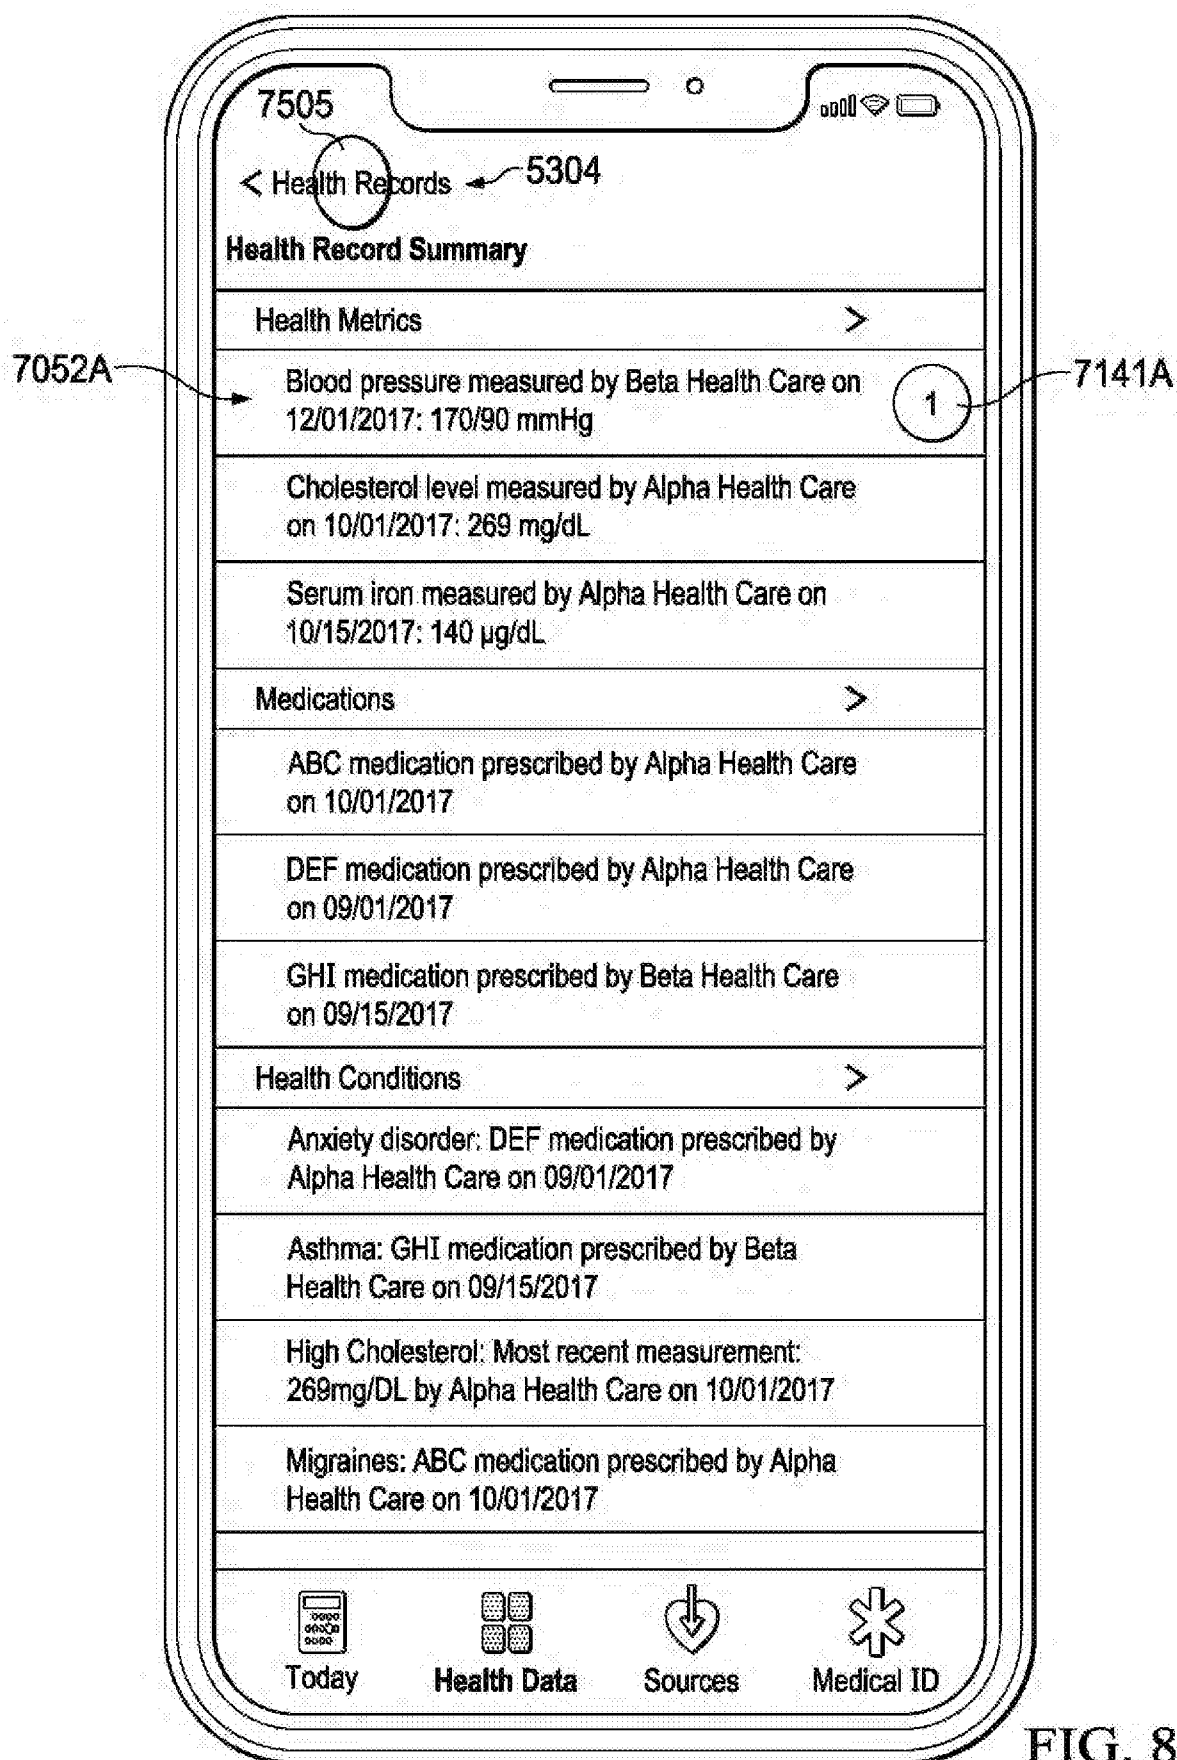 7505
< Health Records
5304
Health Record Summary
Health Metrics >
7052A
Blood pressure measured by Beta Health Care on
12/01/2017: 170/90 mmHg
1
7141A
Cholesterol level measured by Alpha Health Care
on 10/01/2017: 269 mg/dL
Serum iron measured by Alpha Health Care on
10/15/2017: 140 µg/dL
Medications >
ABC medication prescribed by Alpha Health Care
on 10/01/2017
DEF medication prescribed by Alpha Health Care
on 09/01/2017
GHI medication prescribed by Beta Health Care
on 09/15/2017
Health Conditions >
Anxiety disorder: DEF medication prescribed by
Alpha Health Care on 09/01/2017
Asthma: GHI medication prescribed by Beta
Health Care on 09/15/2017
High Cholesterol: Most recent measurement:
269mg/DL by Alpha Health Care on 10/01/2017
Migraines: ABC medication prescribed by Alpha
Health Care on 10/01/2017
Today
Health Data
Sources
Medical ID
FIG. 8